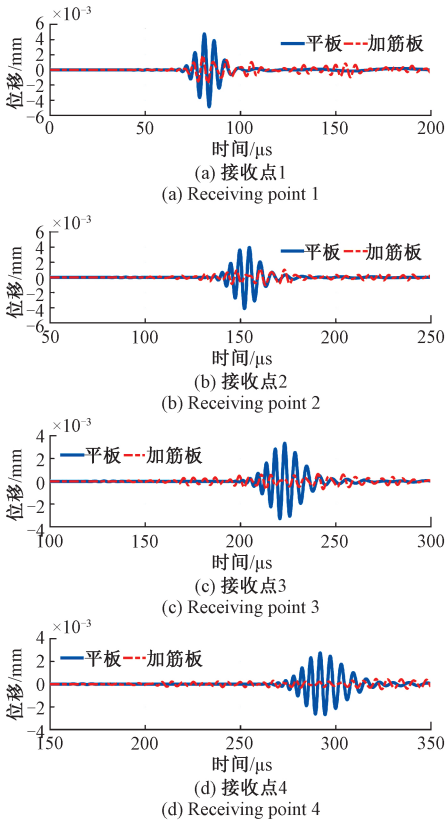 ×10⁻³
6
4
2
0
−2
−4
−6
位移/mm
平板 加筋板
0 50 100 150 200
时间/μs
(a) 接收点1
(a) Receiving point 1
×10⁻³
6
4
2
0
−2
−4
−6
位移/mm
平板 加筋板
50 100 150 200 250
时间/μs
(b) 接收点2
(b) Receiving point 2
×10⁻³
4
2
0
−2
−4
位移/mm
平板 加筋板
100 150 200 250 300
时间/μs
(c) 接收点3
(c) Receiving point 3
×10⁻³
4
2
0
−2
−4
位移/mm
平板 加筋板
150 200 250 300 350
时间/μs
(d) 接收点4
(d) Receiving point 4